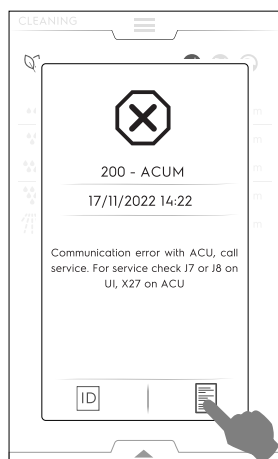 CLEANING
m
200 - ACUM
m
17/11/2022 14:22
m
m
m
Communication error with ACU, call
service. For service check J7 or J8 on
UI, X27 on ACU
ID